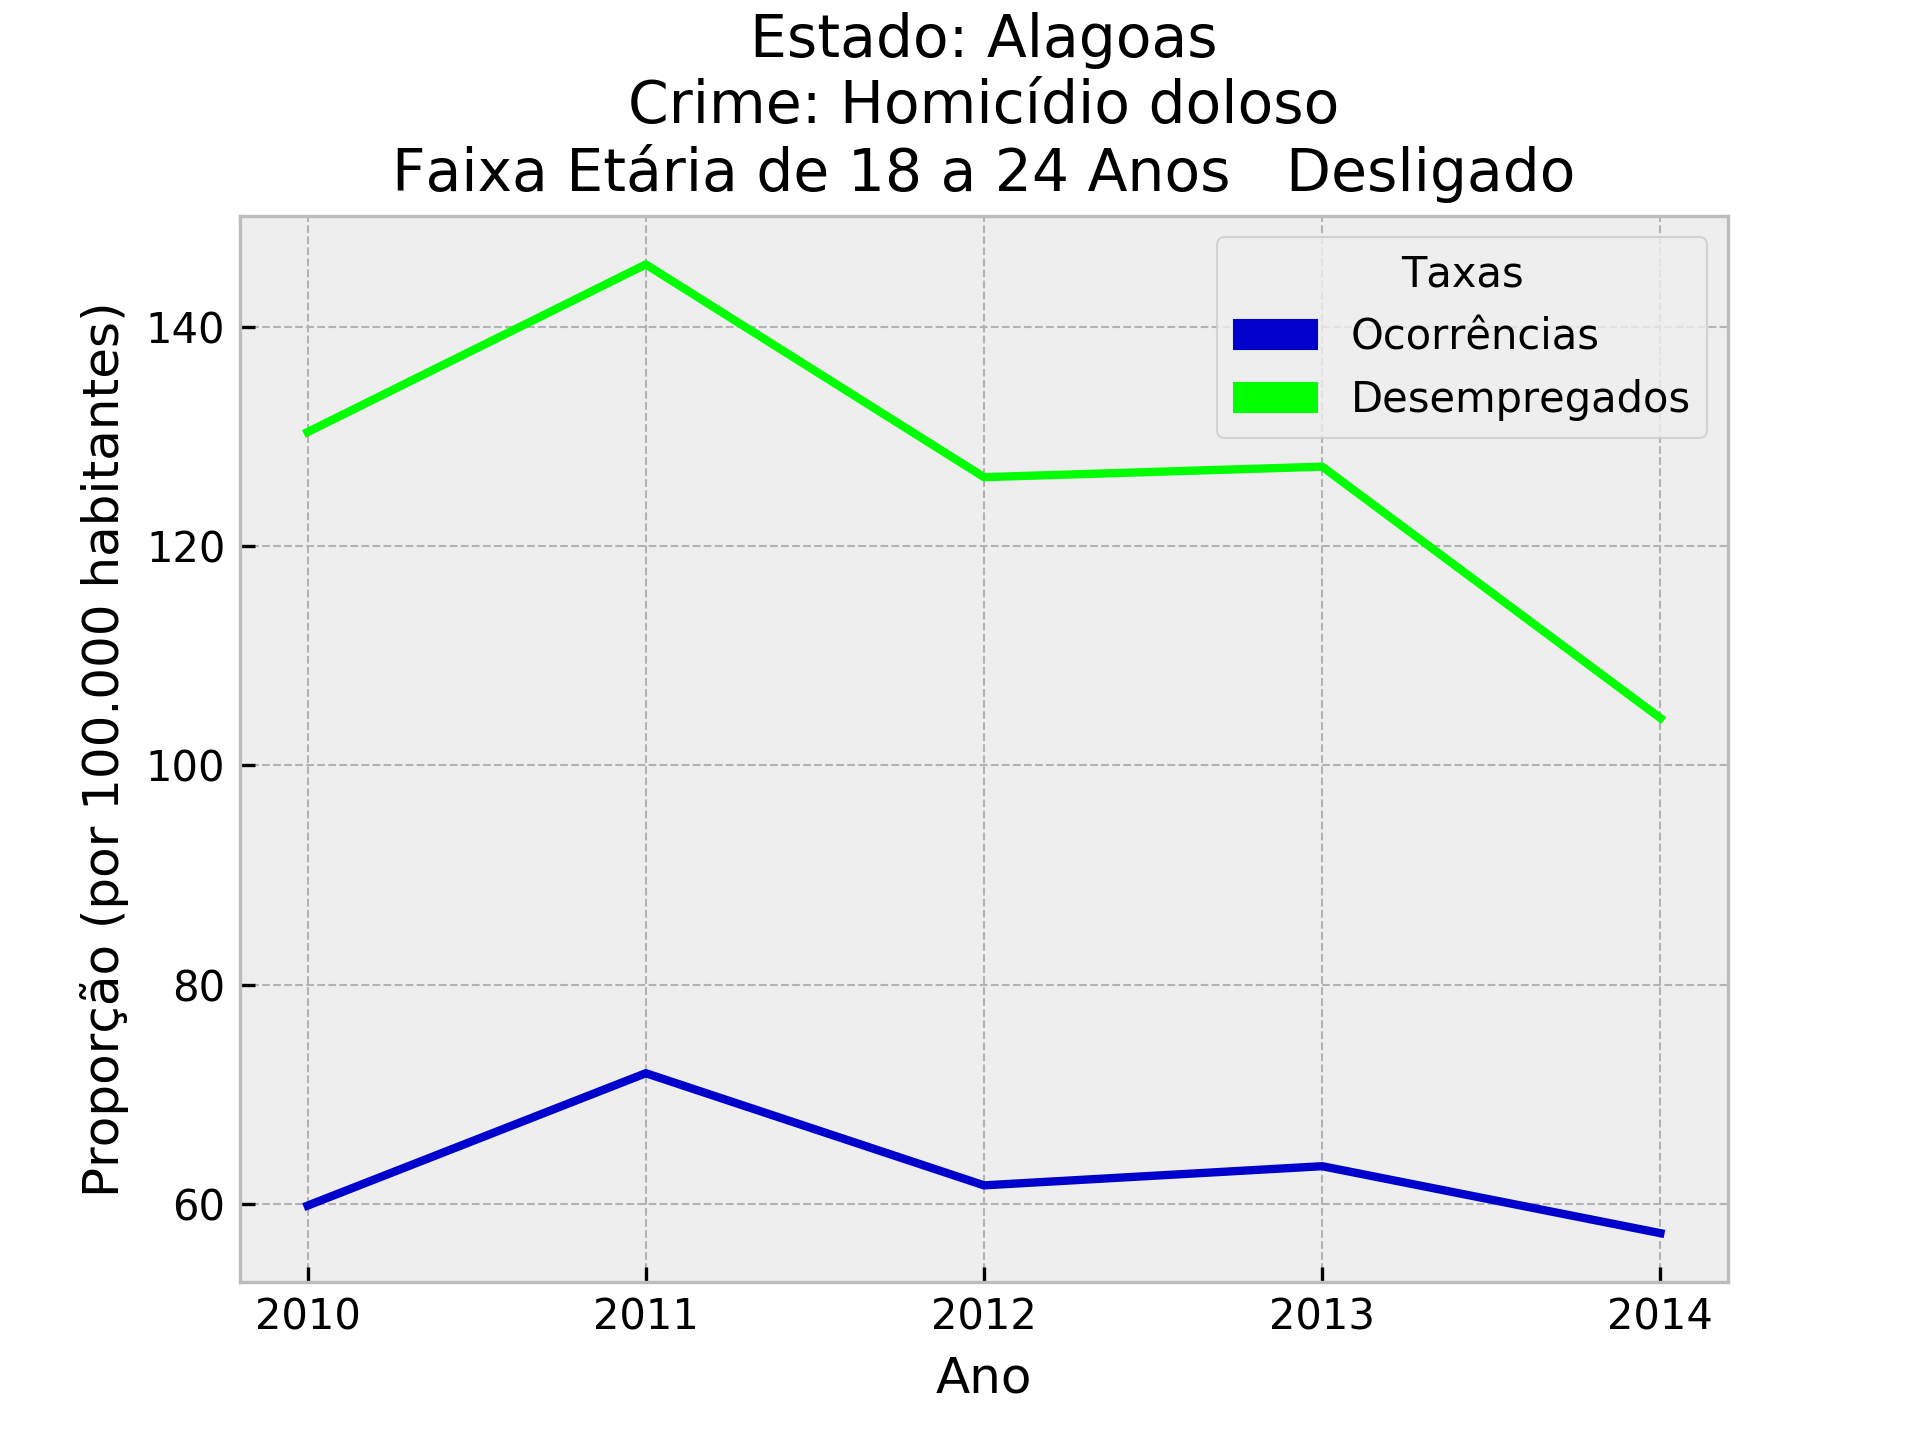 Estado: Alagoas
Crime: Homicídio doloso
Faixa Etária de 18 a 24 Anos   Desligado
Proporção (por 100.000 habitantes)
140
120
100
80
60
Taxas
Ocorrências
Desempregados
2010 2011 2012 2013 2014
Ano